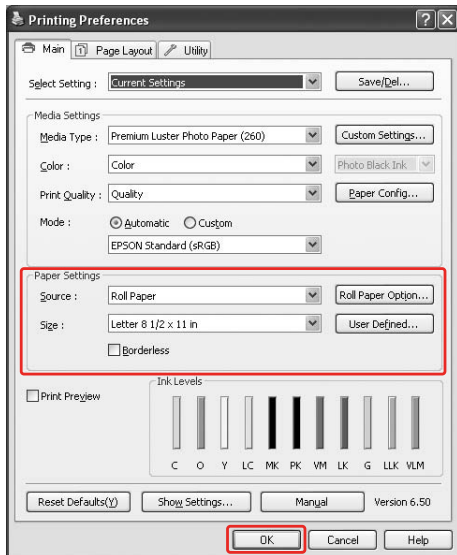 Printing Preferences
Main Page Layout Utility
Select Setting : Current Settings Save/Del...
Media Settings
Media Type : Premium Luster Photo Paper (260) Custom Settings...
Color : Color Photo Black Ink
Print Quality : Quality Paper Config...
Mode : Automatic Custom
EPSON Standard (sRGB)
Paper Settings
Source : Roll Paper Roll Paper Option...
Size : Letter 8 1/2 x 11 in User Defined...
Borderless
Print Preview
Ink Levels
C O Y LC MK PK VM LK G LLK VLM
Reset Defaults(Y) Show Settings... Manual Version 6.50
OK Cancel Help